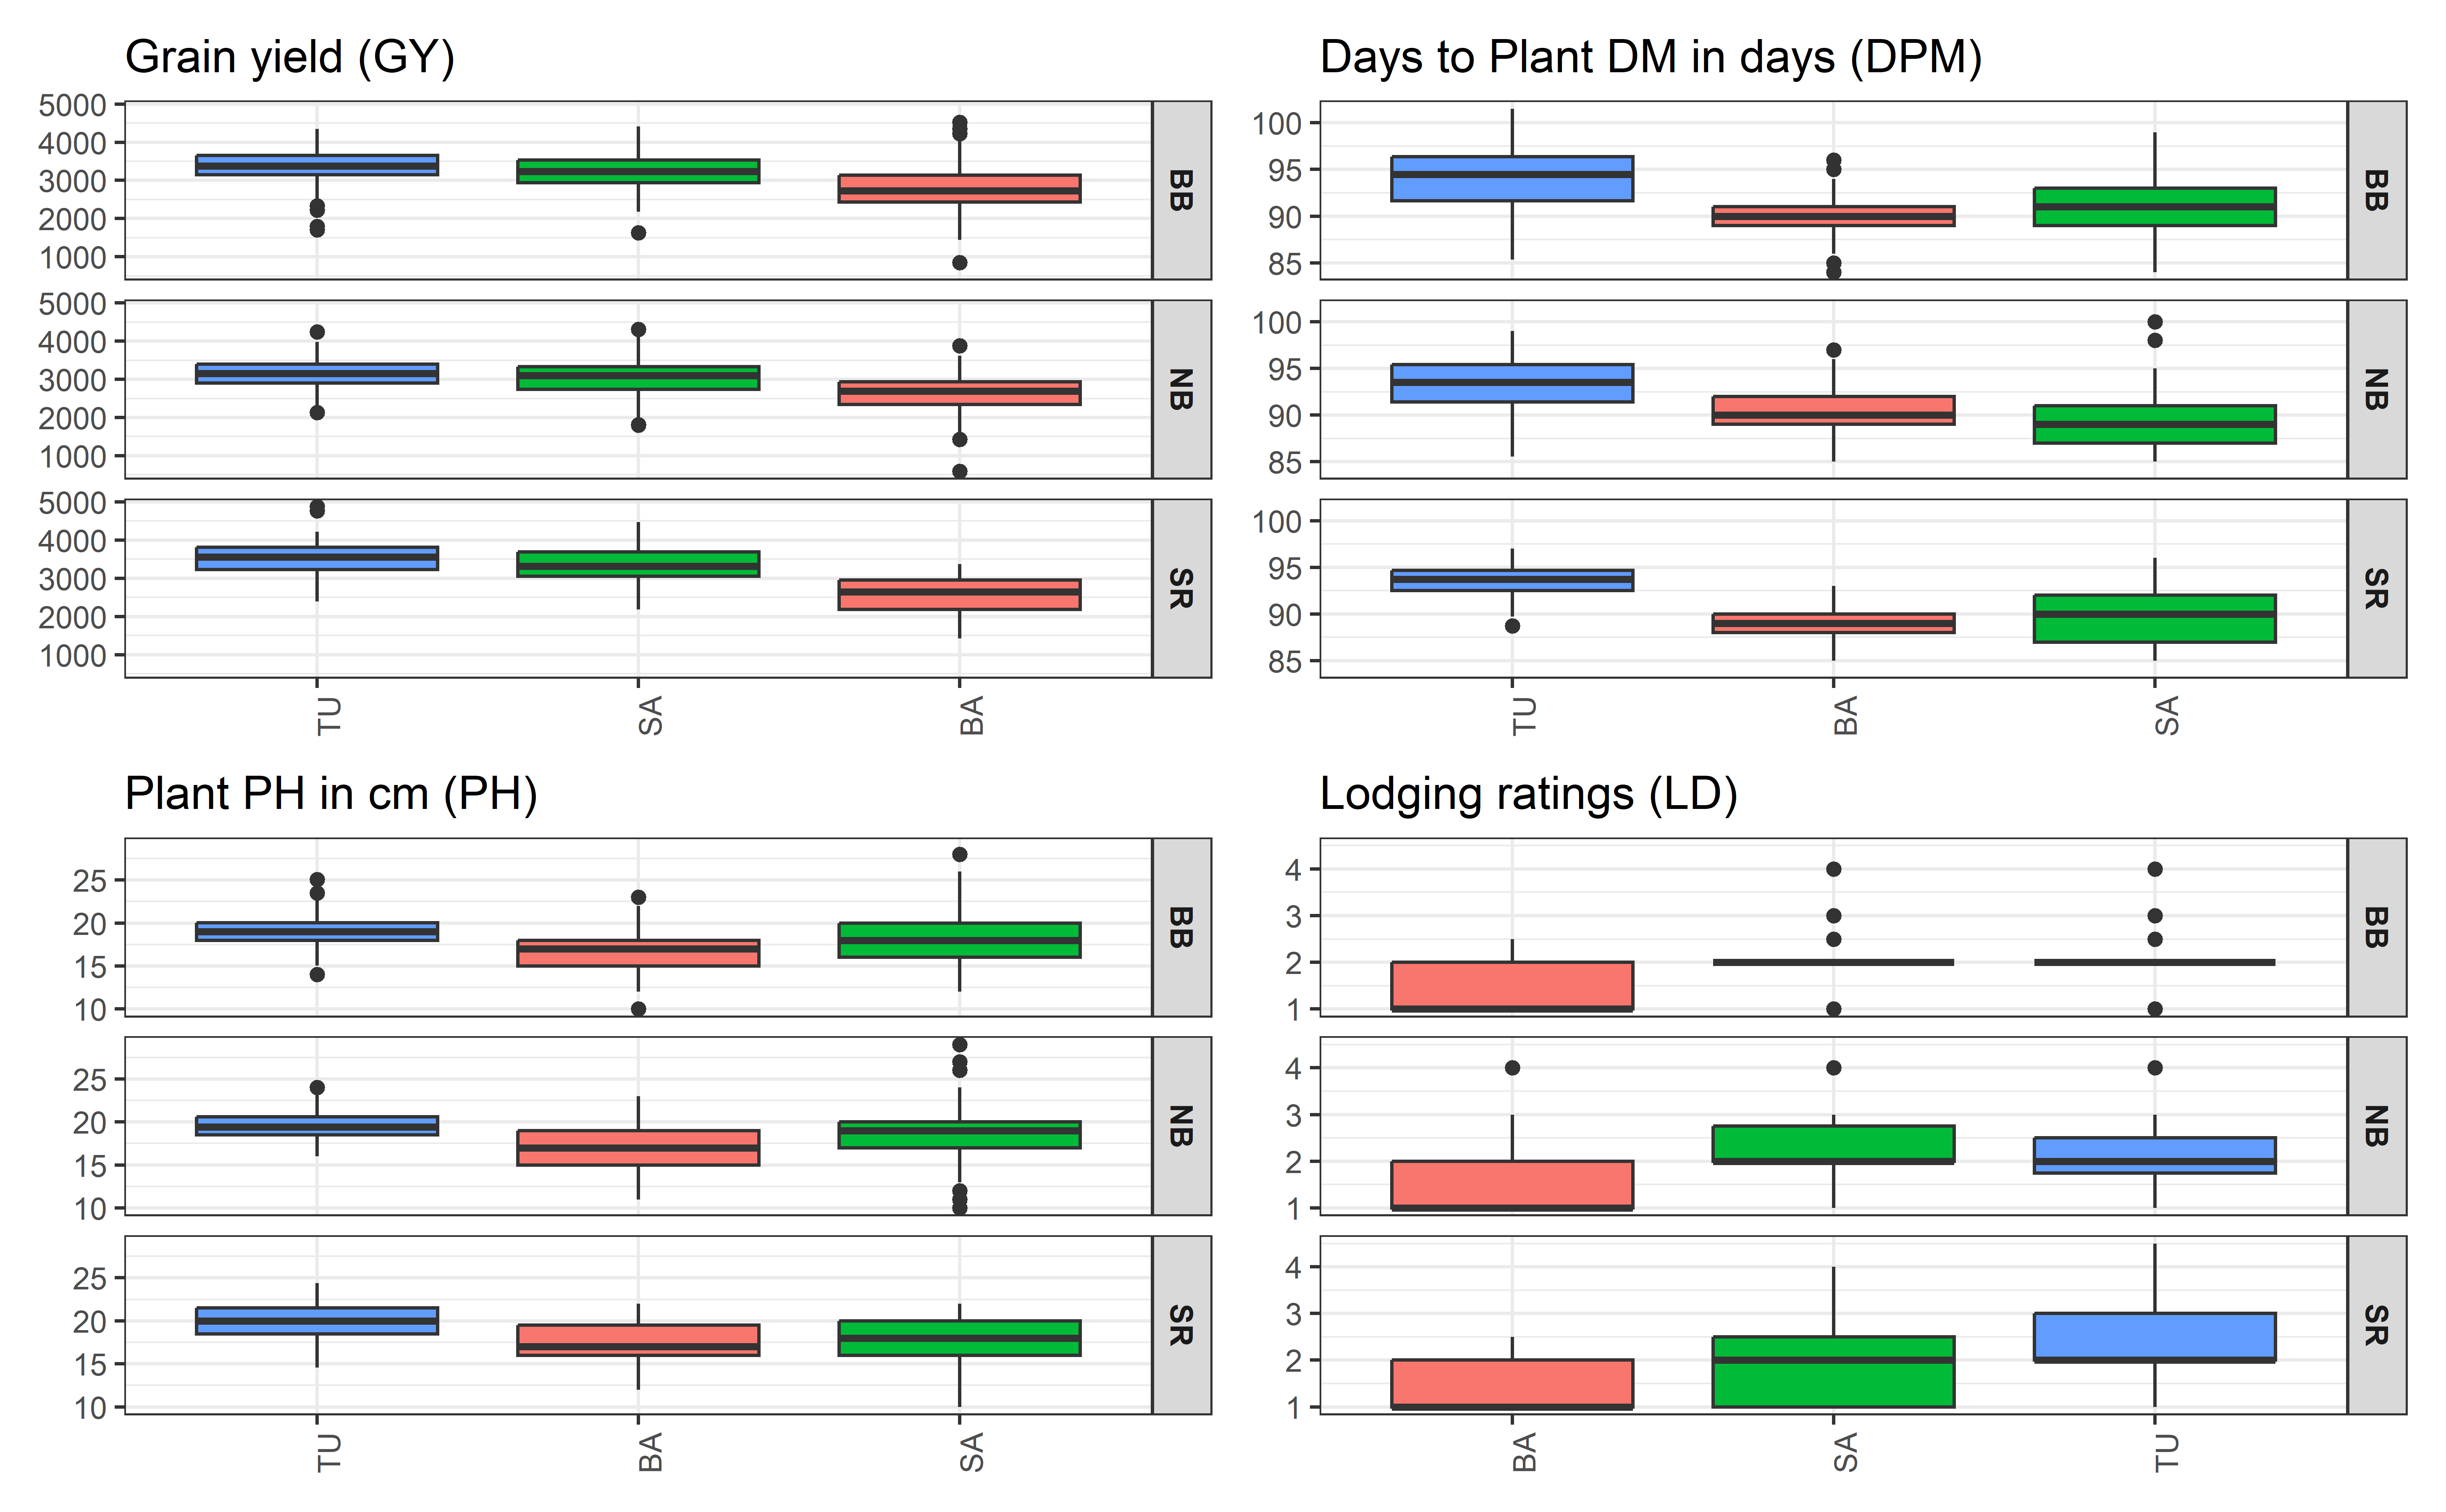 Grain yield (GY)
5000
4000
3000
2000
1000
BB
5000
4000
3000
2000
1000
NB
5000
4000
3000
2000
1000
SR
TU SA BA
Days to Plant DM in days (DPM)
100
95
90
85
BB
100
95
90
85
NB
100
95
90
85
SR
TU BA SA
Plant PH in cm (PH)
25
20
15
10
BB
25
20
15
10
NB
25
20
15
10
SR
TU BA SA
Lodging ratings (LD)
4
3
2
1
BB
4
3
2
1
NB
4
3
2
1
SR
BA SA TU